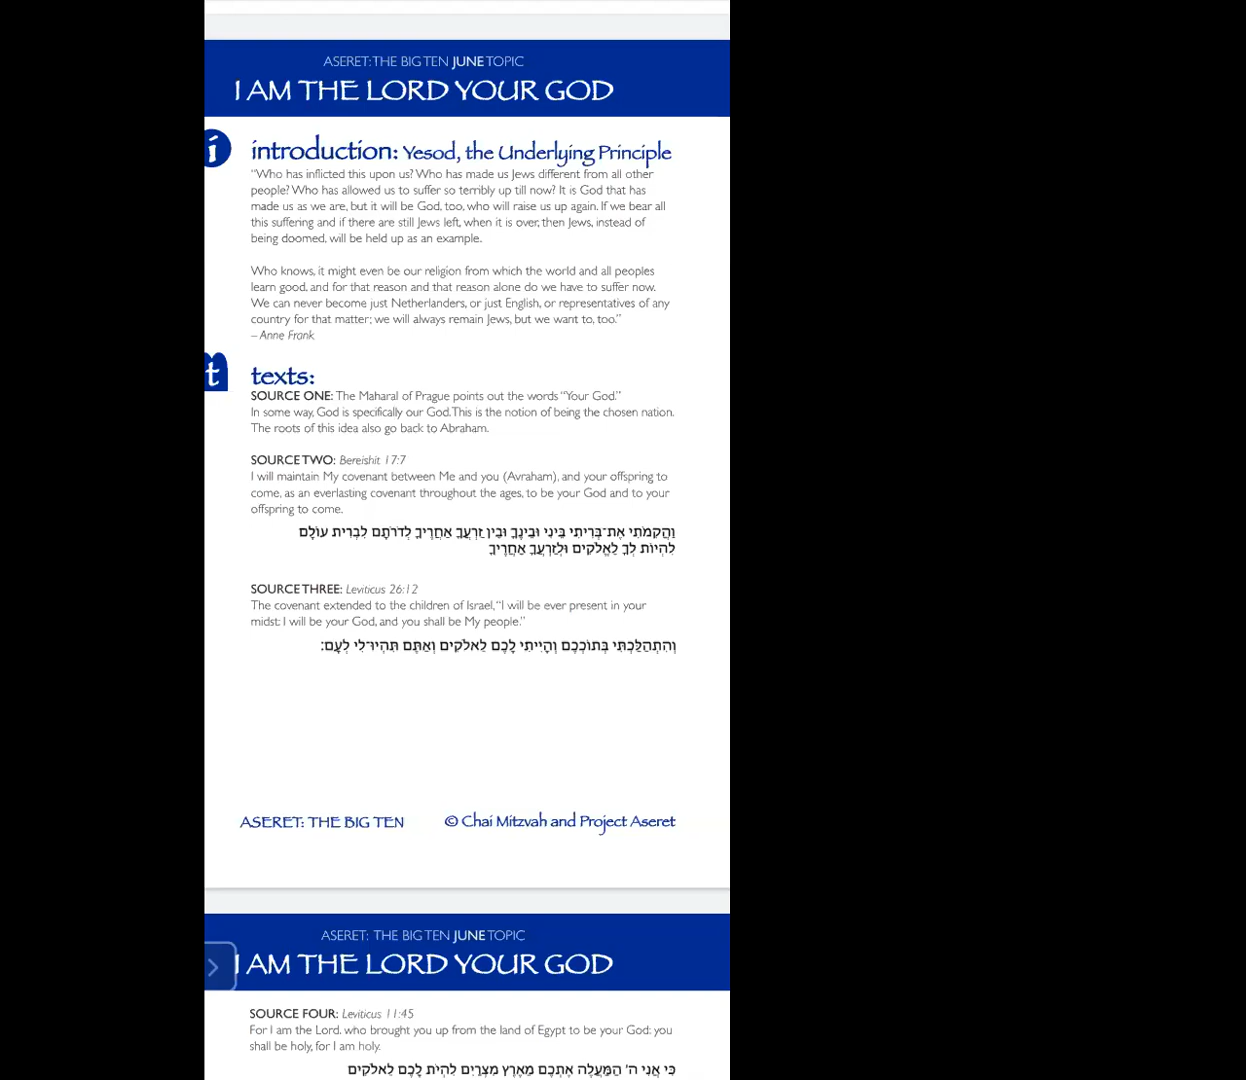 ASERET: THE BIG TEN JUNE TOPIC
I AM THE LORD YOUR GOD
i
introduction: Yesod, the Underlying Principle
"Who has inflicted this upon us? Who has made us Jews different from all other
people? Who has allowed us to suffer so terribly up till now? It is God that has
made us as we are, but it will be God, too, who will raise us up again. If we bear all
this suffering and if there are still Jews left, when it is over, then Jews, instead of
being doomed, will be held up as an example.
Who knows, it might even be our religion from which the world and all peoples
learn good, and for that reason and that reason alone do we have to suffer now.
We can never become just Netherlanders, or just English, or representatives of any
country for that matter; we will always remain Jews, but we want to, too."
– Anne Frank
t
texts:
SOURCE ONE: The Maharal of Prague points out the words "Your God."
In some way, God is specifically our God. This is the notion of being the chosen nation.
The roots of this idea also go back to Abraham.
SOURCE TWO: Bereishit 17:7
I will maintain My covenant between Me and you (Avraham), and your offspring to
come, as an everlasting covenant throughout the ages, to be your God and to your
offspring to come.
וַהֲקִמֹתִי אֶת־בְּרִיתִי בֵּינִי וּבֵינֶךָ וּבֵין זַרְעֲךָ אַחֲרֶיךָ לְדֹרֹתָם לִבְרִית עוֹלָם
לִהְיוֹת לְךָ לֵאֱלֹקִים וּלְזַרְעֲךָ אַחֲרֶיךָ
SOURCE THREE: Leviticus 26:12
The covenant extended to the children of Israel, "I will be ever present in your
midst: I will be your God, and you shall be My people."
וְהִתְהַלַּכְתִּי בְּתוֹכְכֶם וְהָיִיתִי לָכֶם לֵאלֹקִים וְאַתֶּם תִּהְיוּ־לִי לְעָם:
ASERET: THE BIG TEN © Chai Mitzvah and Project Aseret
ASERET: THE BIG TEN JUNE TOPIC
I AM THE LORD YOUR GOD
SOURCE FOUR: Leviticus 11:45
For I am the Lord. who brought you up from the land of Egypt to be your God: you
shall be holy, for I am holy.
כִּי אֲנִי ה' הַמַּעֲלֶה אֶתְכֶם מֵאֶרֶץ מִצְרַיִם לִהְיֹת לָכֶם לֵאלֹקִים